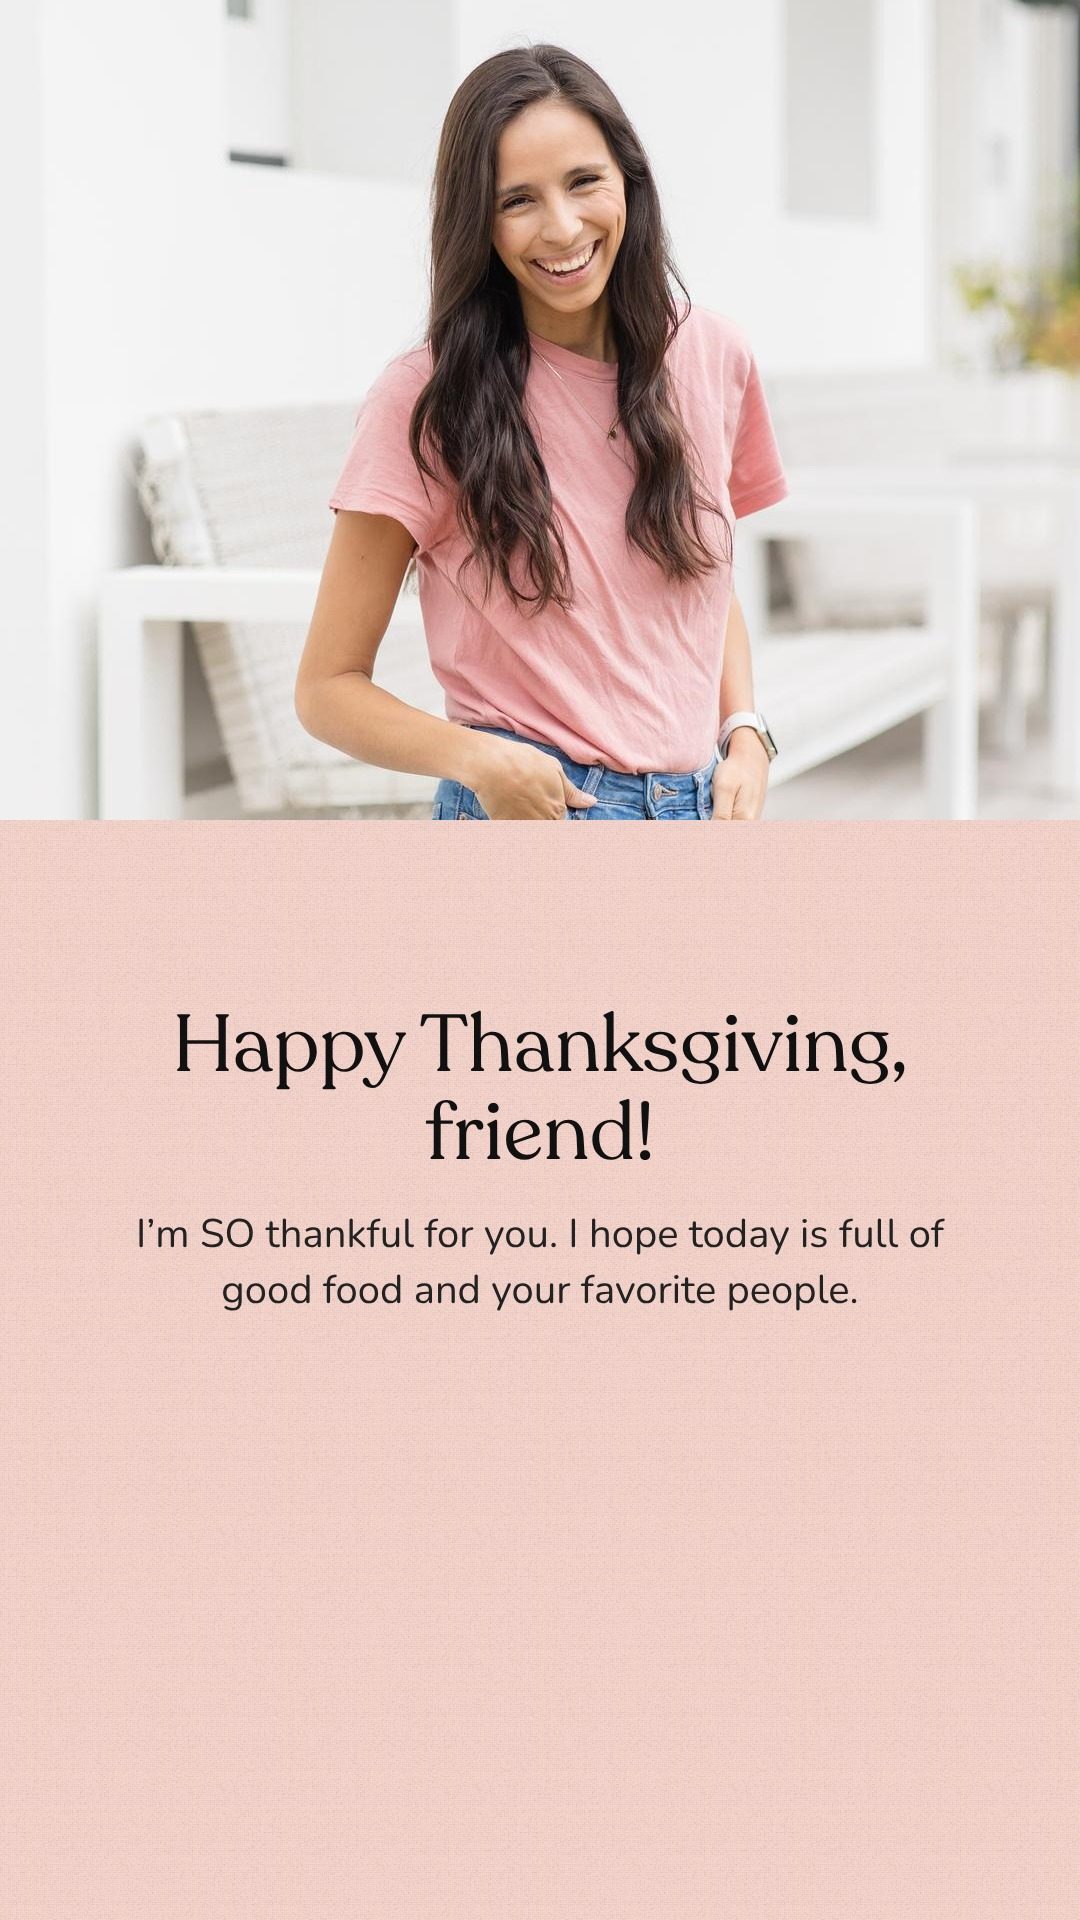 Happy Thanksgiving,
friend!
I’m SO thankful for you. I hope today is full of
good food and your favorite people.